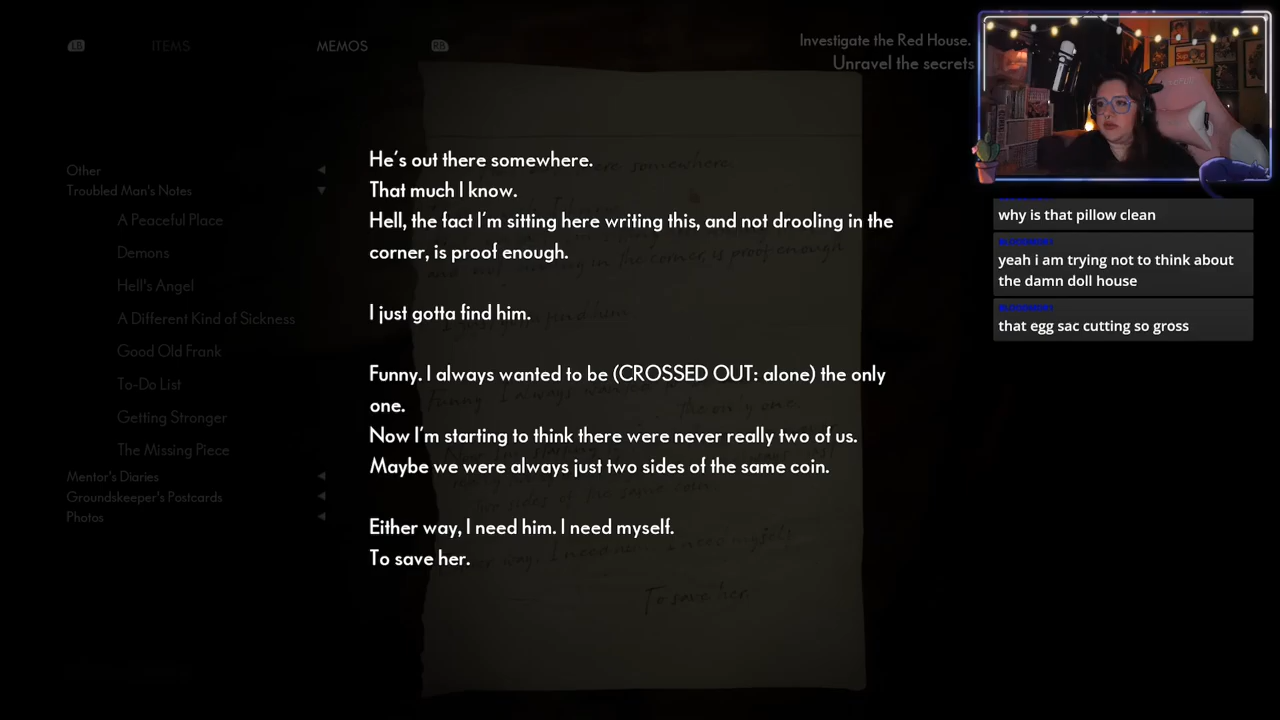 LB
ITEMS
MEMOS
RB
Investigate the Red House.
Unravel the secrets
Other
Troubled Man's Notes
A Peaceful Place
Demons
Hell's Angel
A Different Kind of Sickness
Good Old Frank
To-Do List
Getting Stronger
The Missing Piece
Mentor's Diaries
Groundskeeper's Postcards
Photos
He's out there somewhere.
That much I know.
Hell, the fact I'm sitting here writing this, and not drooling in the
corner, is proof enough.
I just gotta find him.
Funny. I always wanted to be (CROSSED OUT: alone) the only
one.
Now I'm starting to think there were never really two of us.
Maybe we were always just two sides of the same coin.
Either way, I need him. I need myself.
To save her.
To save her.
why is that pillow clean
yeah i am trying not to think about
the damn doll house
that egg sac cutting so gross